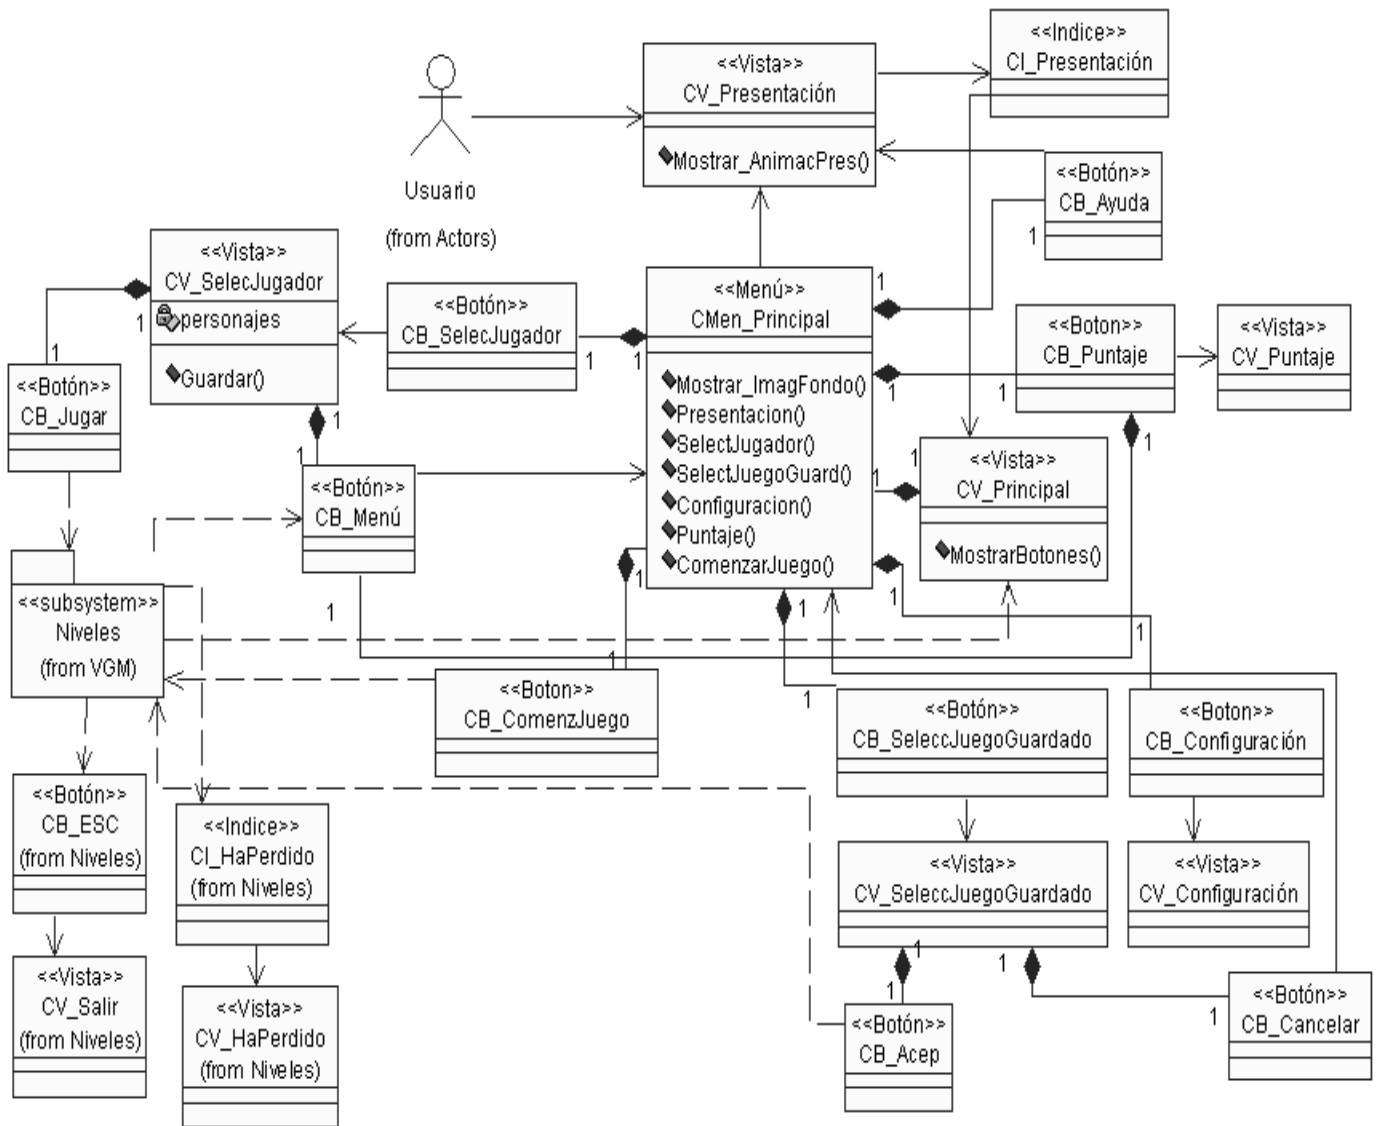 <<Indice>>
CI_Presentación
<<Vista>>
CV_Presentación
Mostrar_AnimacPres()
Usuario
(from Actors)
<<Botón>>
CB_Ayuda
1
<<Vista>>
CV_SelecJugador
personajes
Guardar()
1
1
<<Botón>>
CB_SelecJugador
1
1
<<Menú>>
CMen_Principal
Mostrar_ImagFondo()
Presentacion()
SelectJugador()
SelectJuegoGuard()
Configuracion()
Puntaje()
ComenzarJuego()
1
1
1
<<Boton>>
CB_Puntaje
1
<<Vista>>
CV_Puntaje
1
<<Botón>>
CB_Jugar
1
1
<<Botón>>
CB_Menú
1
1
<<Vista>>
CV_Principal
MostrarBotones()
<<subsystem>>
Niveles
(from VGM)
1
1
1
1
1
1
<<Boton>>
CB_ComenzJuego
1
<<Botón>>
CB_SeleccJuegoGuardado
1
<<Boton>>
CB_Configuración
<<Botón>>
CB_ESC
(from Niveles)
<<Indice>>
CI_HaPerdido
(from Niveles)
<<Vista>>
CV_SeleccJuegoGuardado
1
1
<<Vista>>
CV_Configuración
<<Vista>>
CV_Salir
(from Niveles)
<<Vista>>
CV_HaPerdido
(from Niveles)
1
<<Botón>>
CB_Acep
1
<<Botón>>
CB_Cancelar